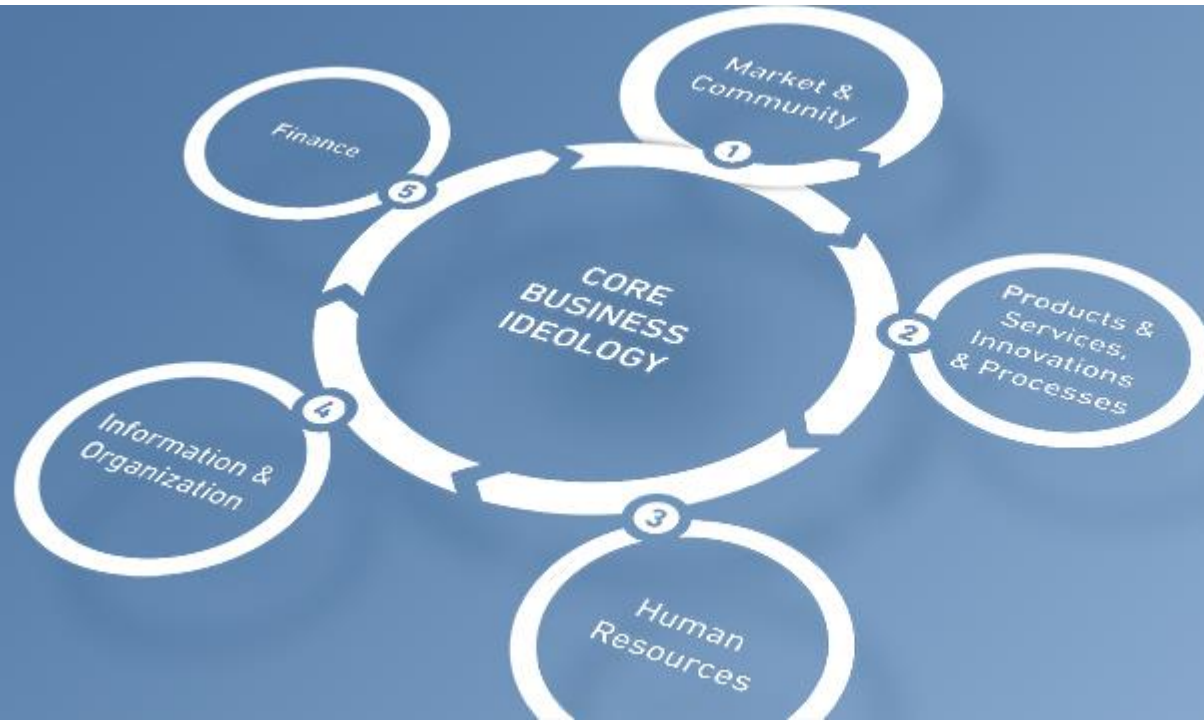 Market &
Community
1
Finance
5
CORE
BUSINESS
IDEOLOGY
2
Products &
Services,
Innovations
& Processes
4
Information &
Organization
3
Human
Resources